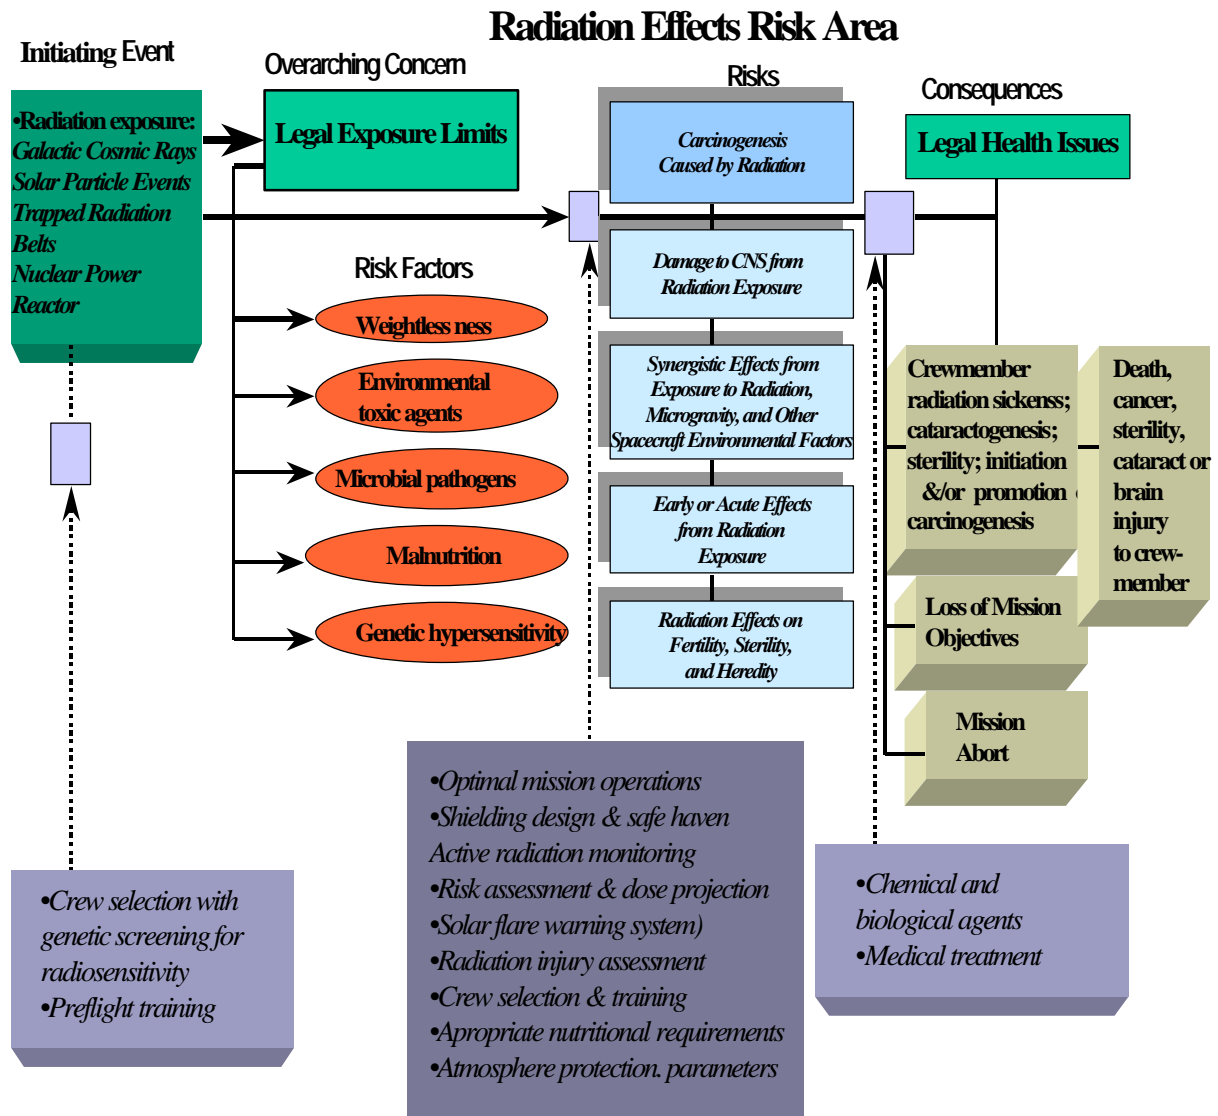 Radiation Effects Risk Area
Initiating Event
•Radiation exposure:
Galactic Cosmic Rays
Solar Particle Events
Trapped Radiation
Belts
Nuclear Power
Reactor
Overarching Concern
Legal Exposure Limits
Risk Factors
Weightless ness
Environmental
toxic agents
Microbial pathogens
Malnutrition
Genetic hypersensitivity
Risks
Carcinogenesis
Caused by Radiation
Damage to CNS from
Radiation Exposure
Synergistic Effects from
Exposure to Radiation,
Microgravity, and Other
Spacecraft Environmental Factors
Early or Acute Effects
from Radiation
Exposure
Radiation Effects on
Fertility, Sterility,
and Heredity
Consequences
Legal Health Issues
Crewmember
radiation sickenss;
cataractogenesis;
sterility; initiation
&/or promotion
carcinogenesis
Death,
cancer,
sterility,
cataract or
brain
injury
to crew-
member
Loss of Mission
Objectives
Mission
Abort
•Crew selection with
genetic screening for
radiosensitivity
•Preflight training
•Optimal mission operations
•Shielding design & safe haven
Active radiation monitoring
•Risk assessment & dose projection
•Solar flare warning system)
•Radiation injury assessment
•Crew selection & training
•Apropriate nutritional requirements
•Atmosphere protection. parameters
•Chemical and
biological agents
•Medical treatment